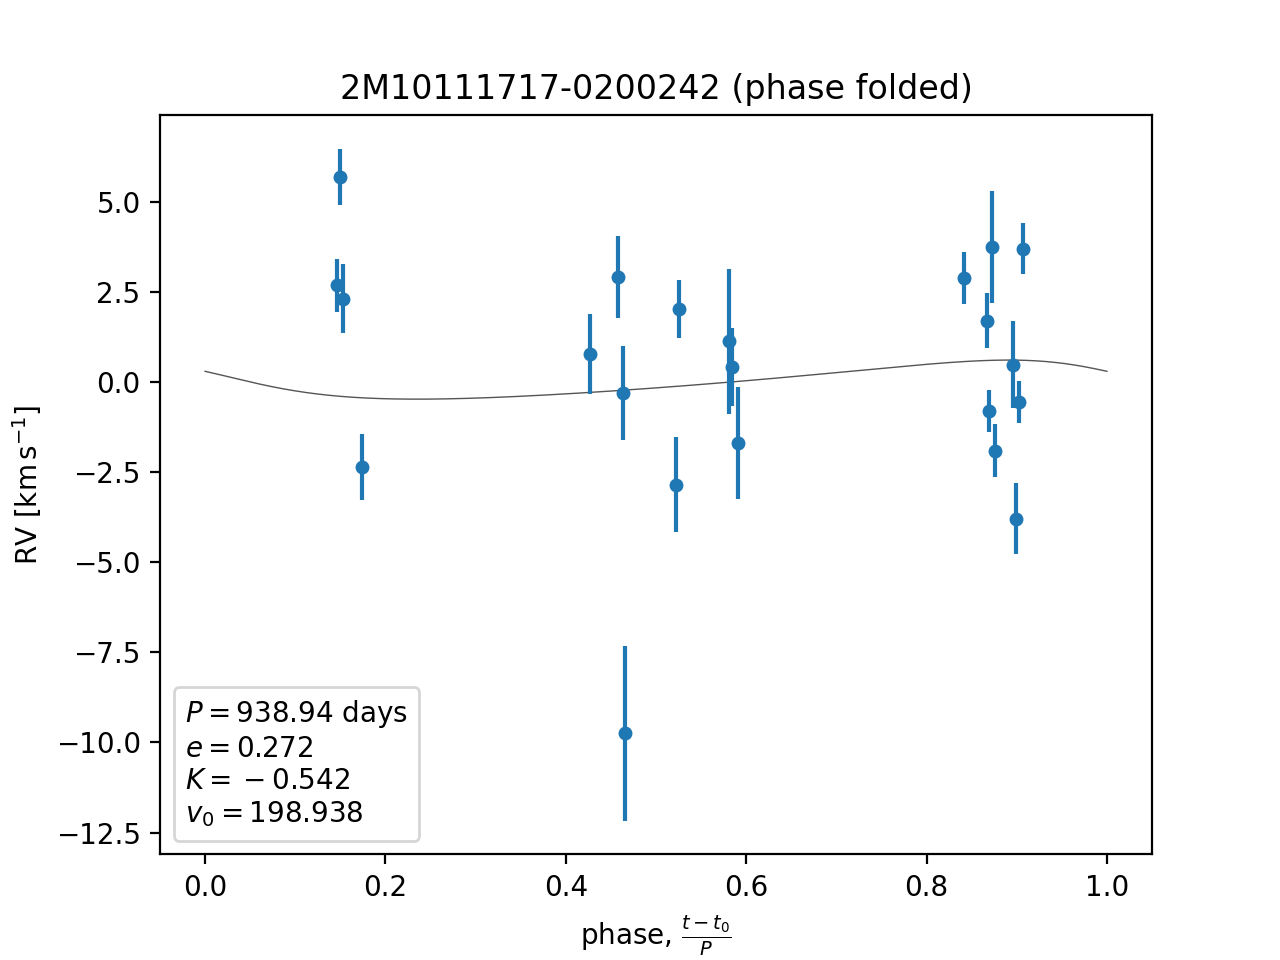 2M10111717-0200242 (phase folded)
5.0
2.5
0.0
−2.5
−5.0
−7.5
−10.0
−12.5
RV [km s⁻¹]
P = 938.94 days
e = 0.272
K = −0.542
v₀ = 198.938
0.0 0.2 0.4 0.6 0.8 1.0
phase, (t − t₀)/P